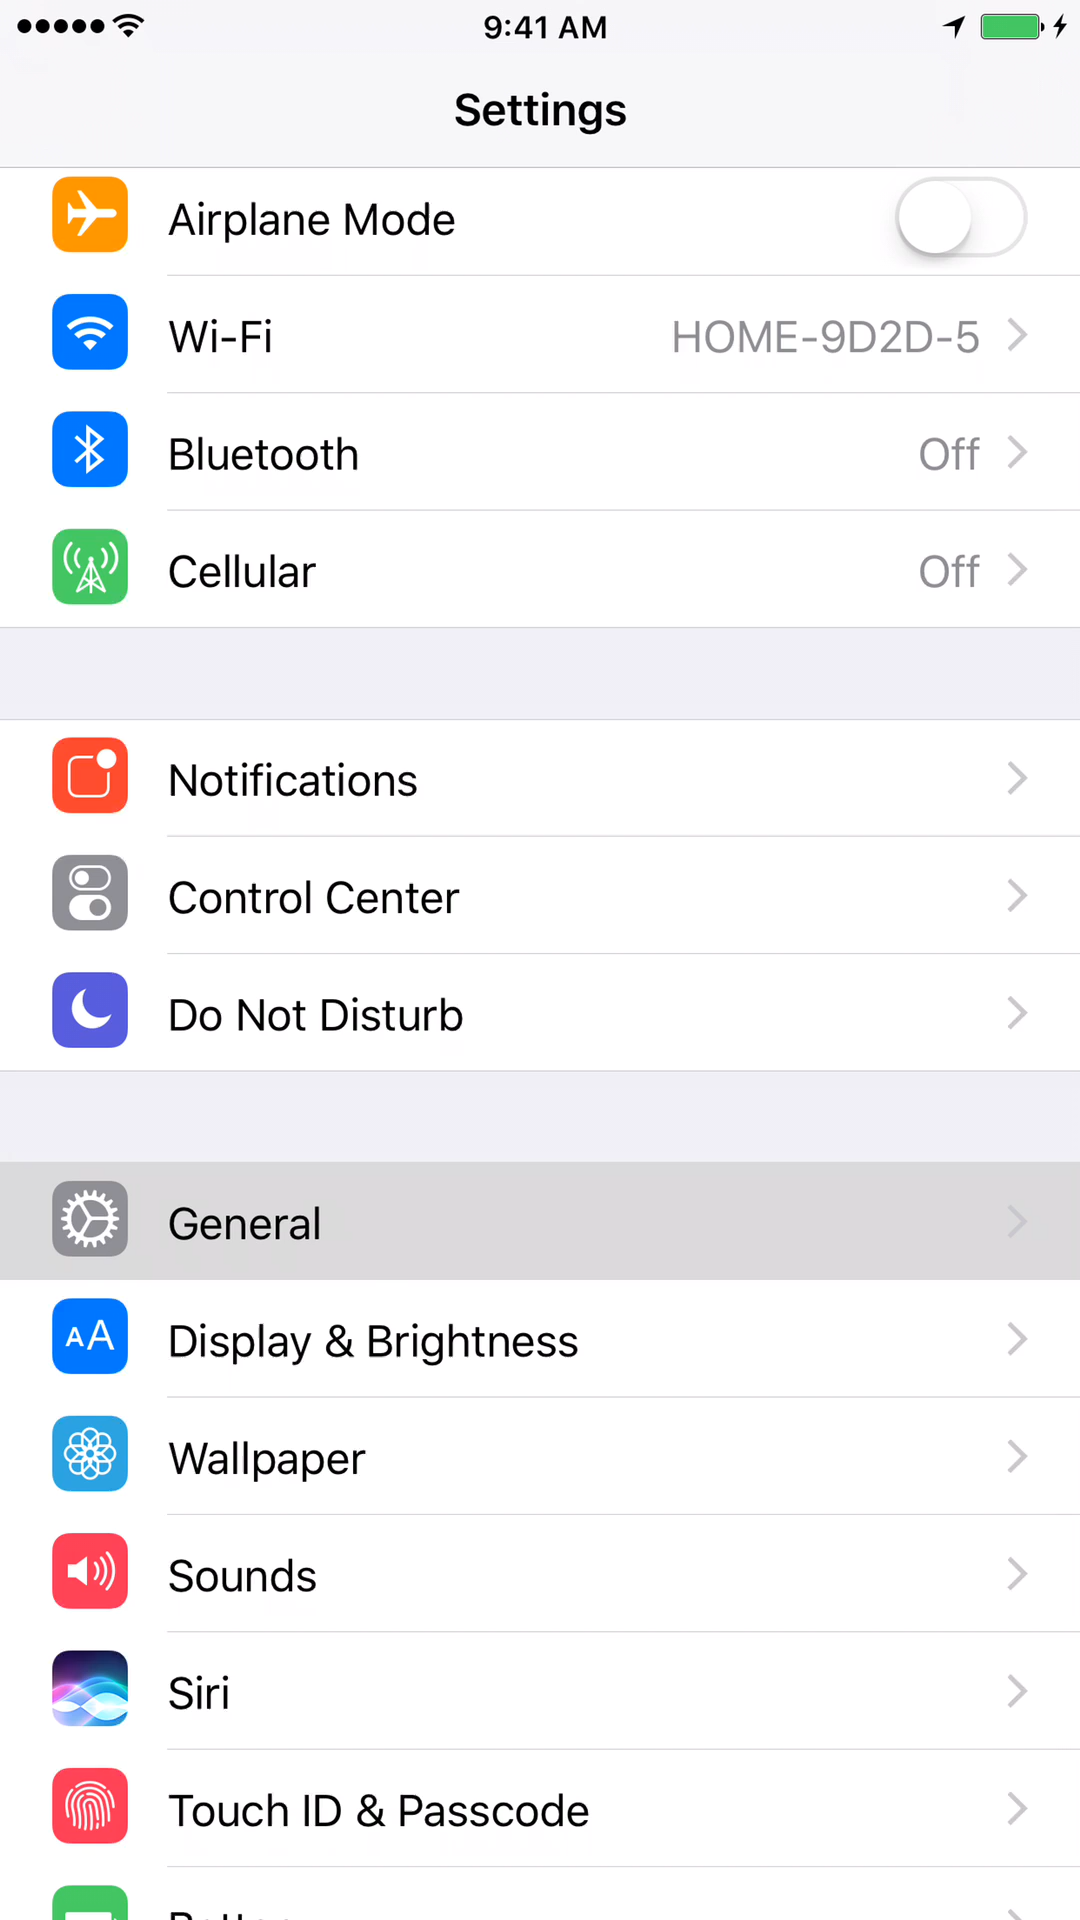 9:41 AM
Settings
Airplane Mode
Wi-Fi HOME-9D2D-5
Bluetooth Off
Cellular Off
Notifications
Control Center
Do Not Disturb
General
AA Display & Brightness
Wallpaper
Sounds
Siri
Touch ID & Passcode